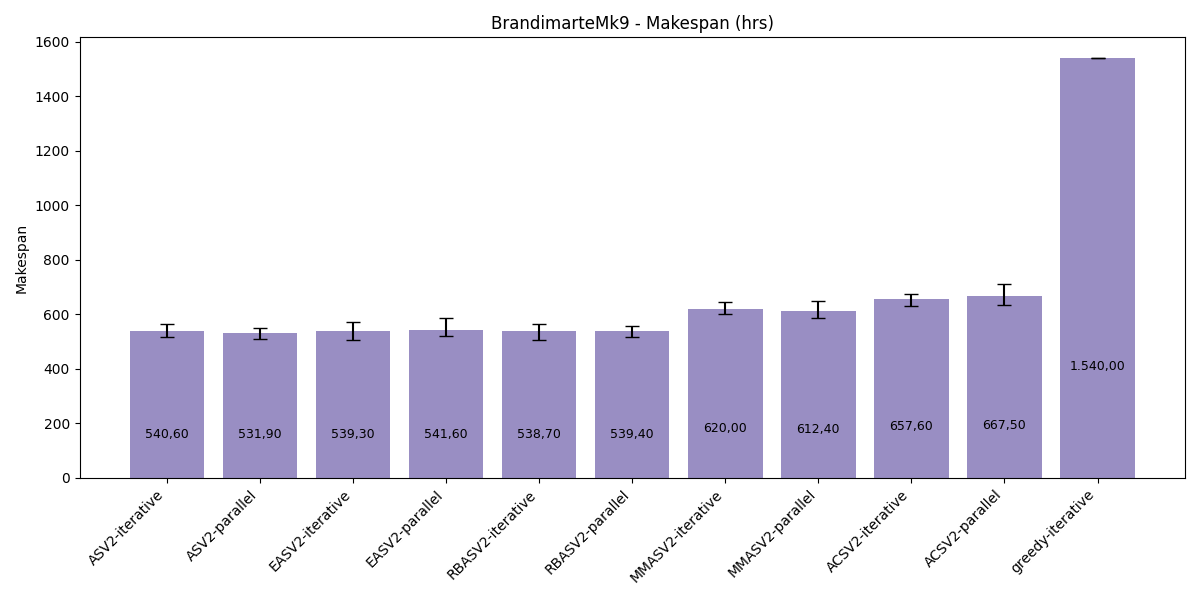 BrandimarteMk9 - Makespan (hrs)
Makespan
1600
1400
1200
1000
800
600
400
200
0
540,60
531,90
539,30
541,60
538,70
539,40
620,00
612,40
657,60
667,50
1.540,00
ASV2-iterative
ASV2-parallel
EASV2-iterative
EASV2-parallel
RBASV2-iterative
RBASV2-parallel
MMASV2-iterative
MMASV2-parallel
ACSV2-iterative
ACSV2-parallel
greedy-iterative